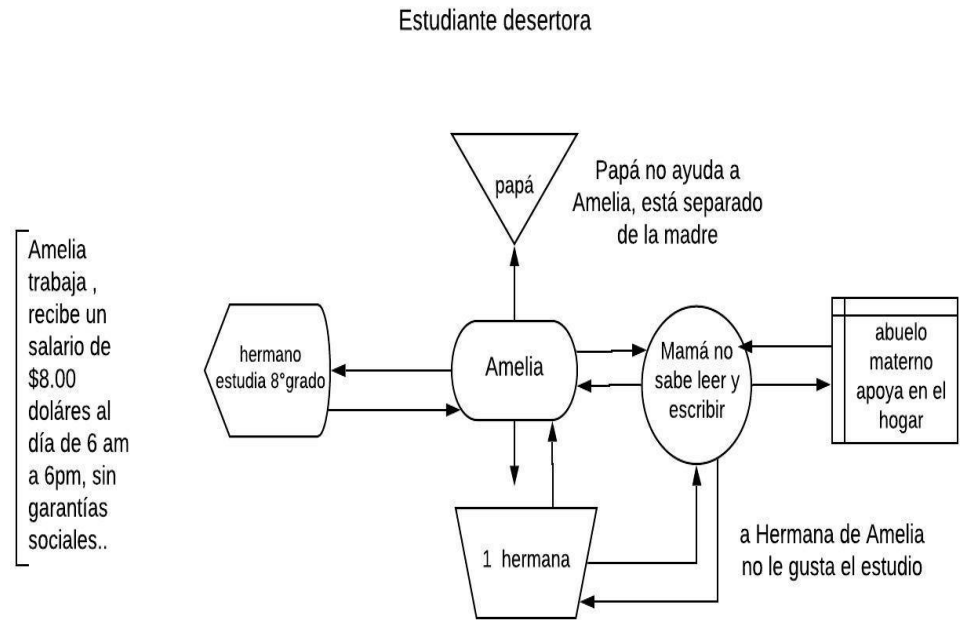 Estudiante desertora
papá
Papá no ayuda a
Amelia, está separado
de la madre
Amelia
trabaja ,
recibe un
salario de
$8.00
doláres al
día de 6 am
a 6pm, sin
garantías
sociales..
hermano
estudia 8°grado
Amelia
Mamá no
sabe leer y
escribir
abuelo
materno
apoya en el
hogar
1 hermana
a Hermana de Amelia
no le gusta el estudio